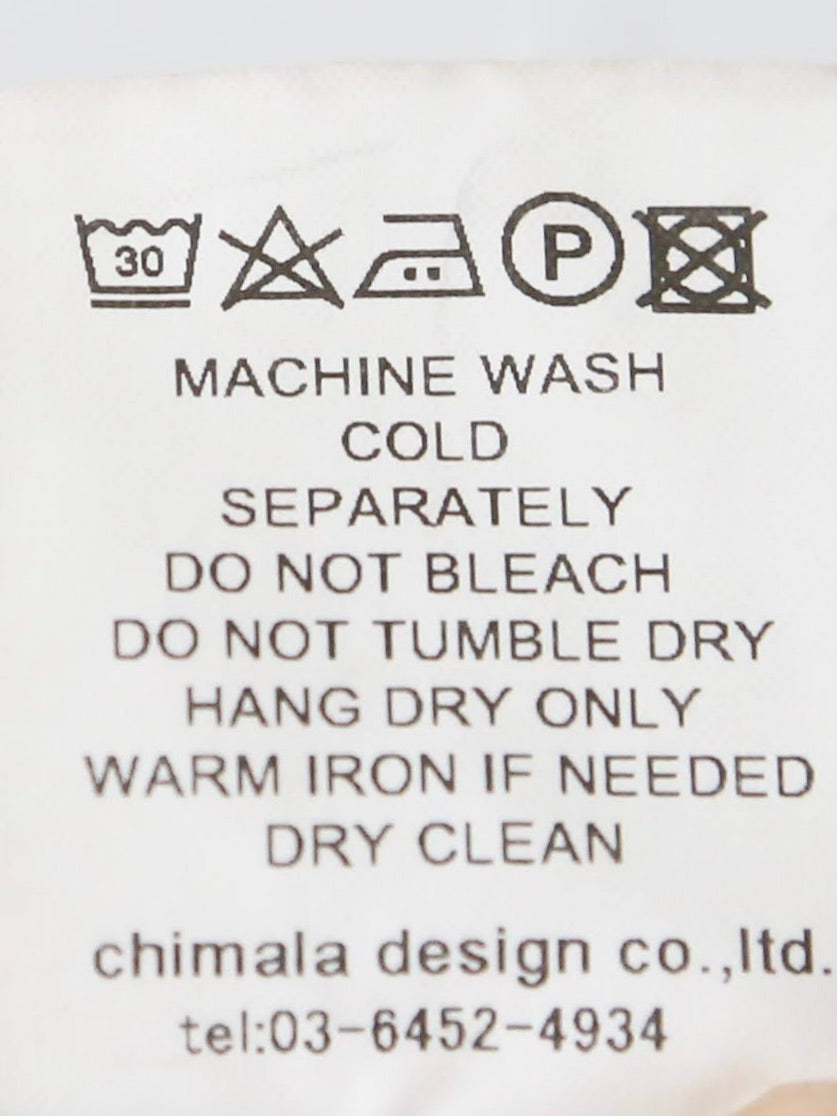 30 P
MACHINE WASH
COLD
SEPARATELY
DO NOT BLEACH
DO NOT TUMBLE DRY
HANG DRY ONLY
WARM IRON IF NEEDED
DRY CLEAN
chimala design co.,ltd.
tel:03-6452-4934